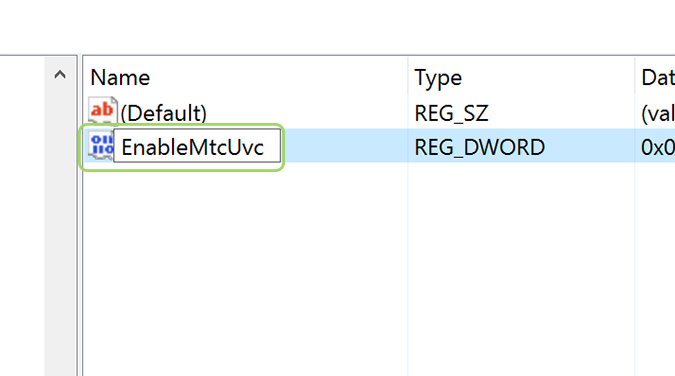 Name Type Dat
(Default) REG_SZ (val
EnableMtcUvc REG_DWORD 0x0